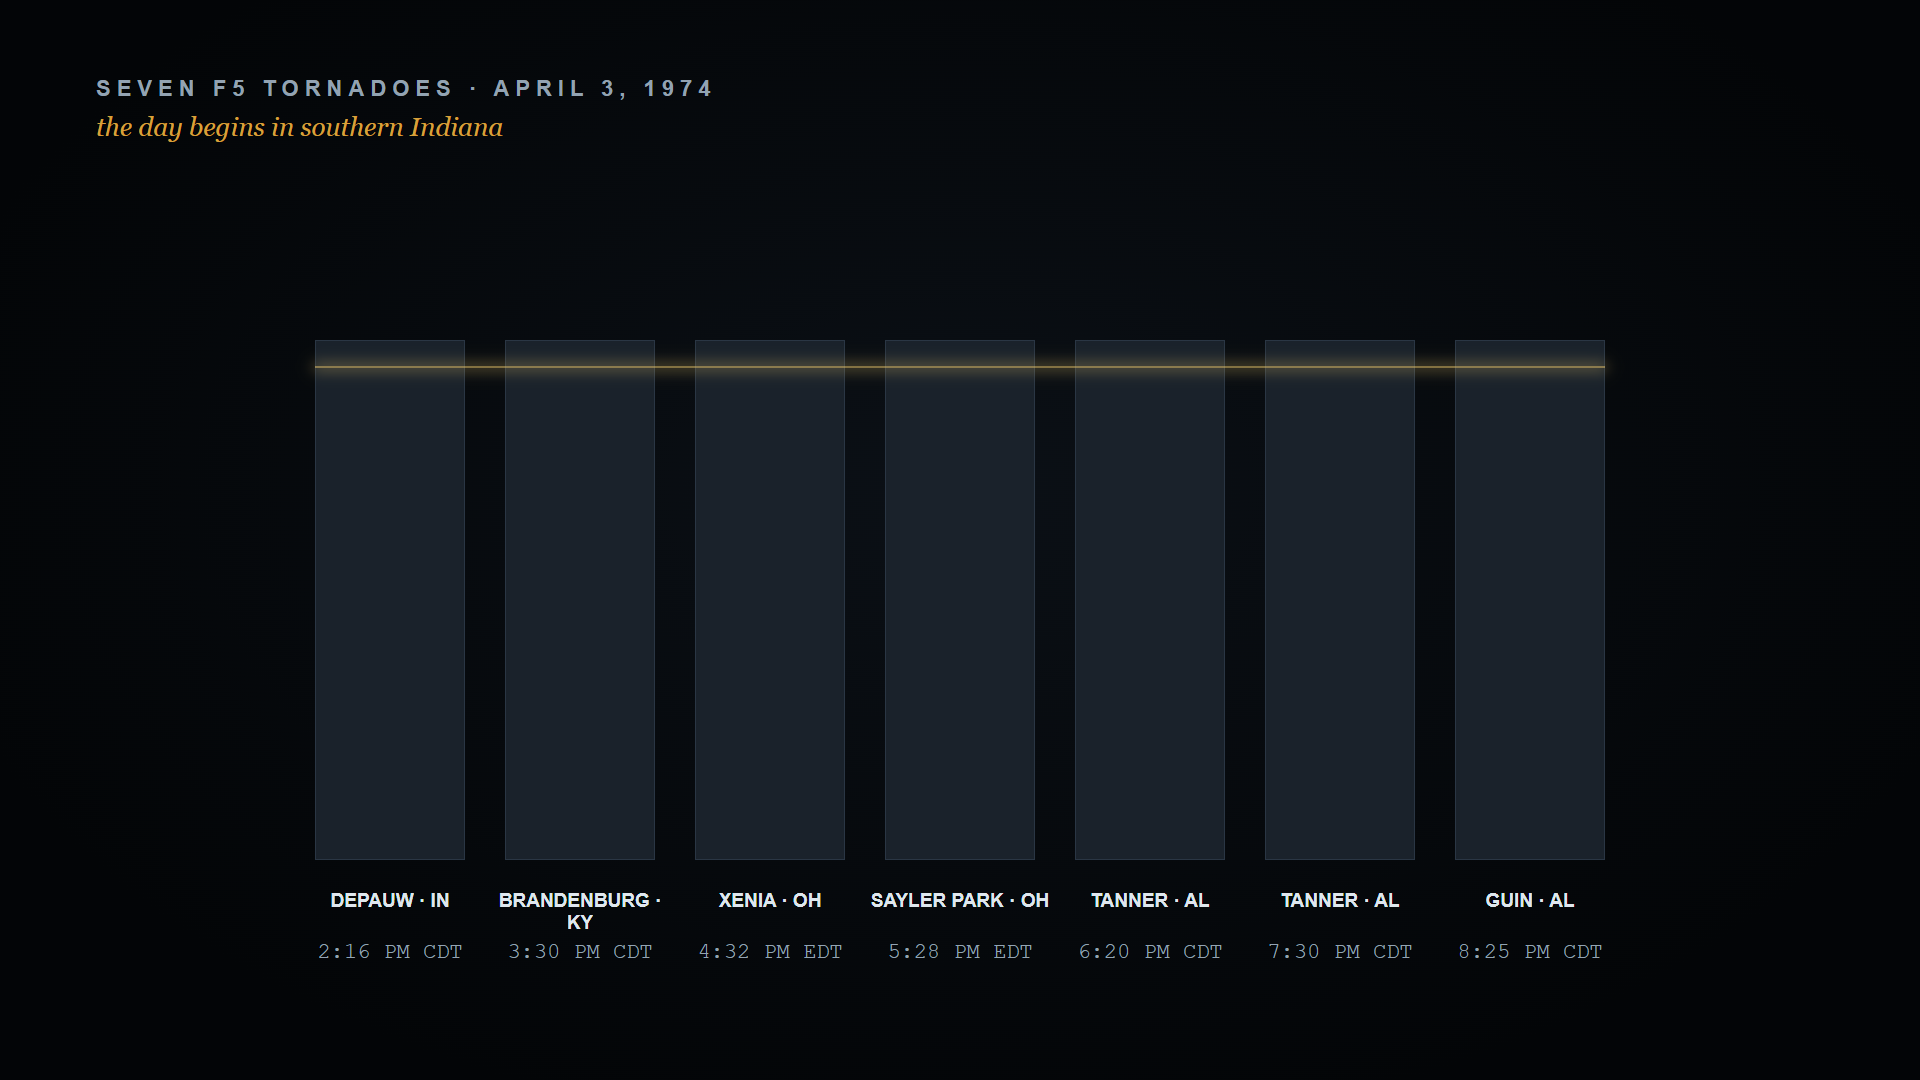 SEVEN F5 TORNADOES · APRIL 3, 1974
the day begins in southern Indiana
DEPAUW · IN
2:16 PM CDT
BRANDENBURG ·
KY
3:30 PM CDT
XENIA · OH
4:32 PM EDT
SAYLER PARK · OH
5:28 PM EDT
TANNER · AL
6:20 PM CDT
TANNER · AL
7:30 PM CDT
GUIN · AL
8:25 PM CDT